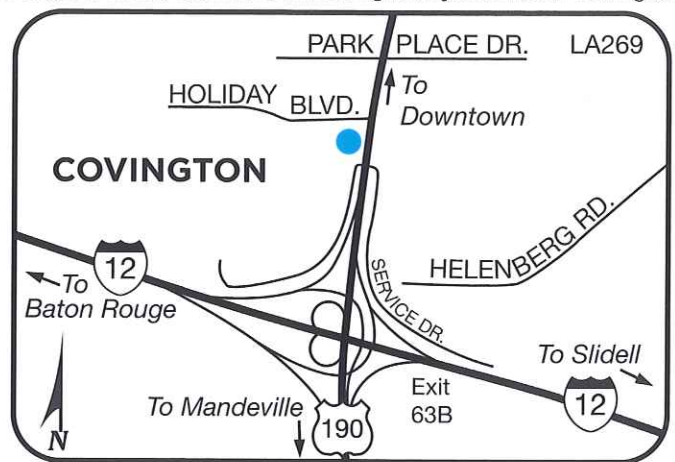 PARK PLACE DR.
LA269
HOLIDAY BLVD.
To
Downtown
COVINGTON
HELENBERG RD.
12
To
Baton Rouge
SERVICE DR.
To Slidell
Exit
63B
12
To Mandeville
190
N